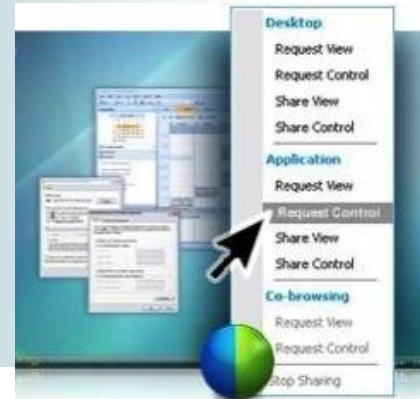 Desktop
Request View
Request Control
Share View
Share Control
Application
Request View
Request Control
Share View
Share Control
Co-browsing
Request View
Request Control
Stop Sharing